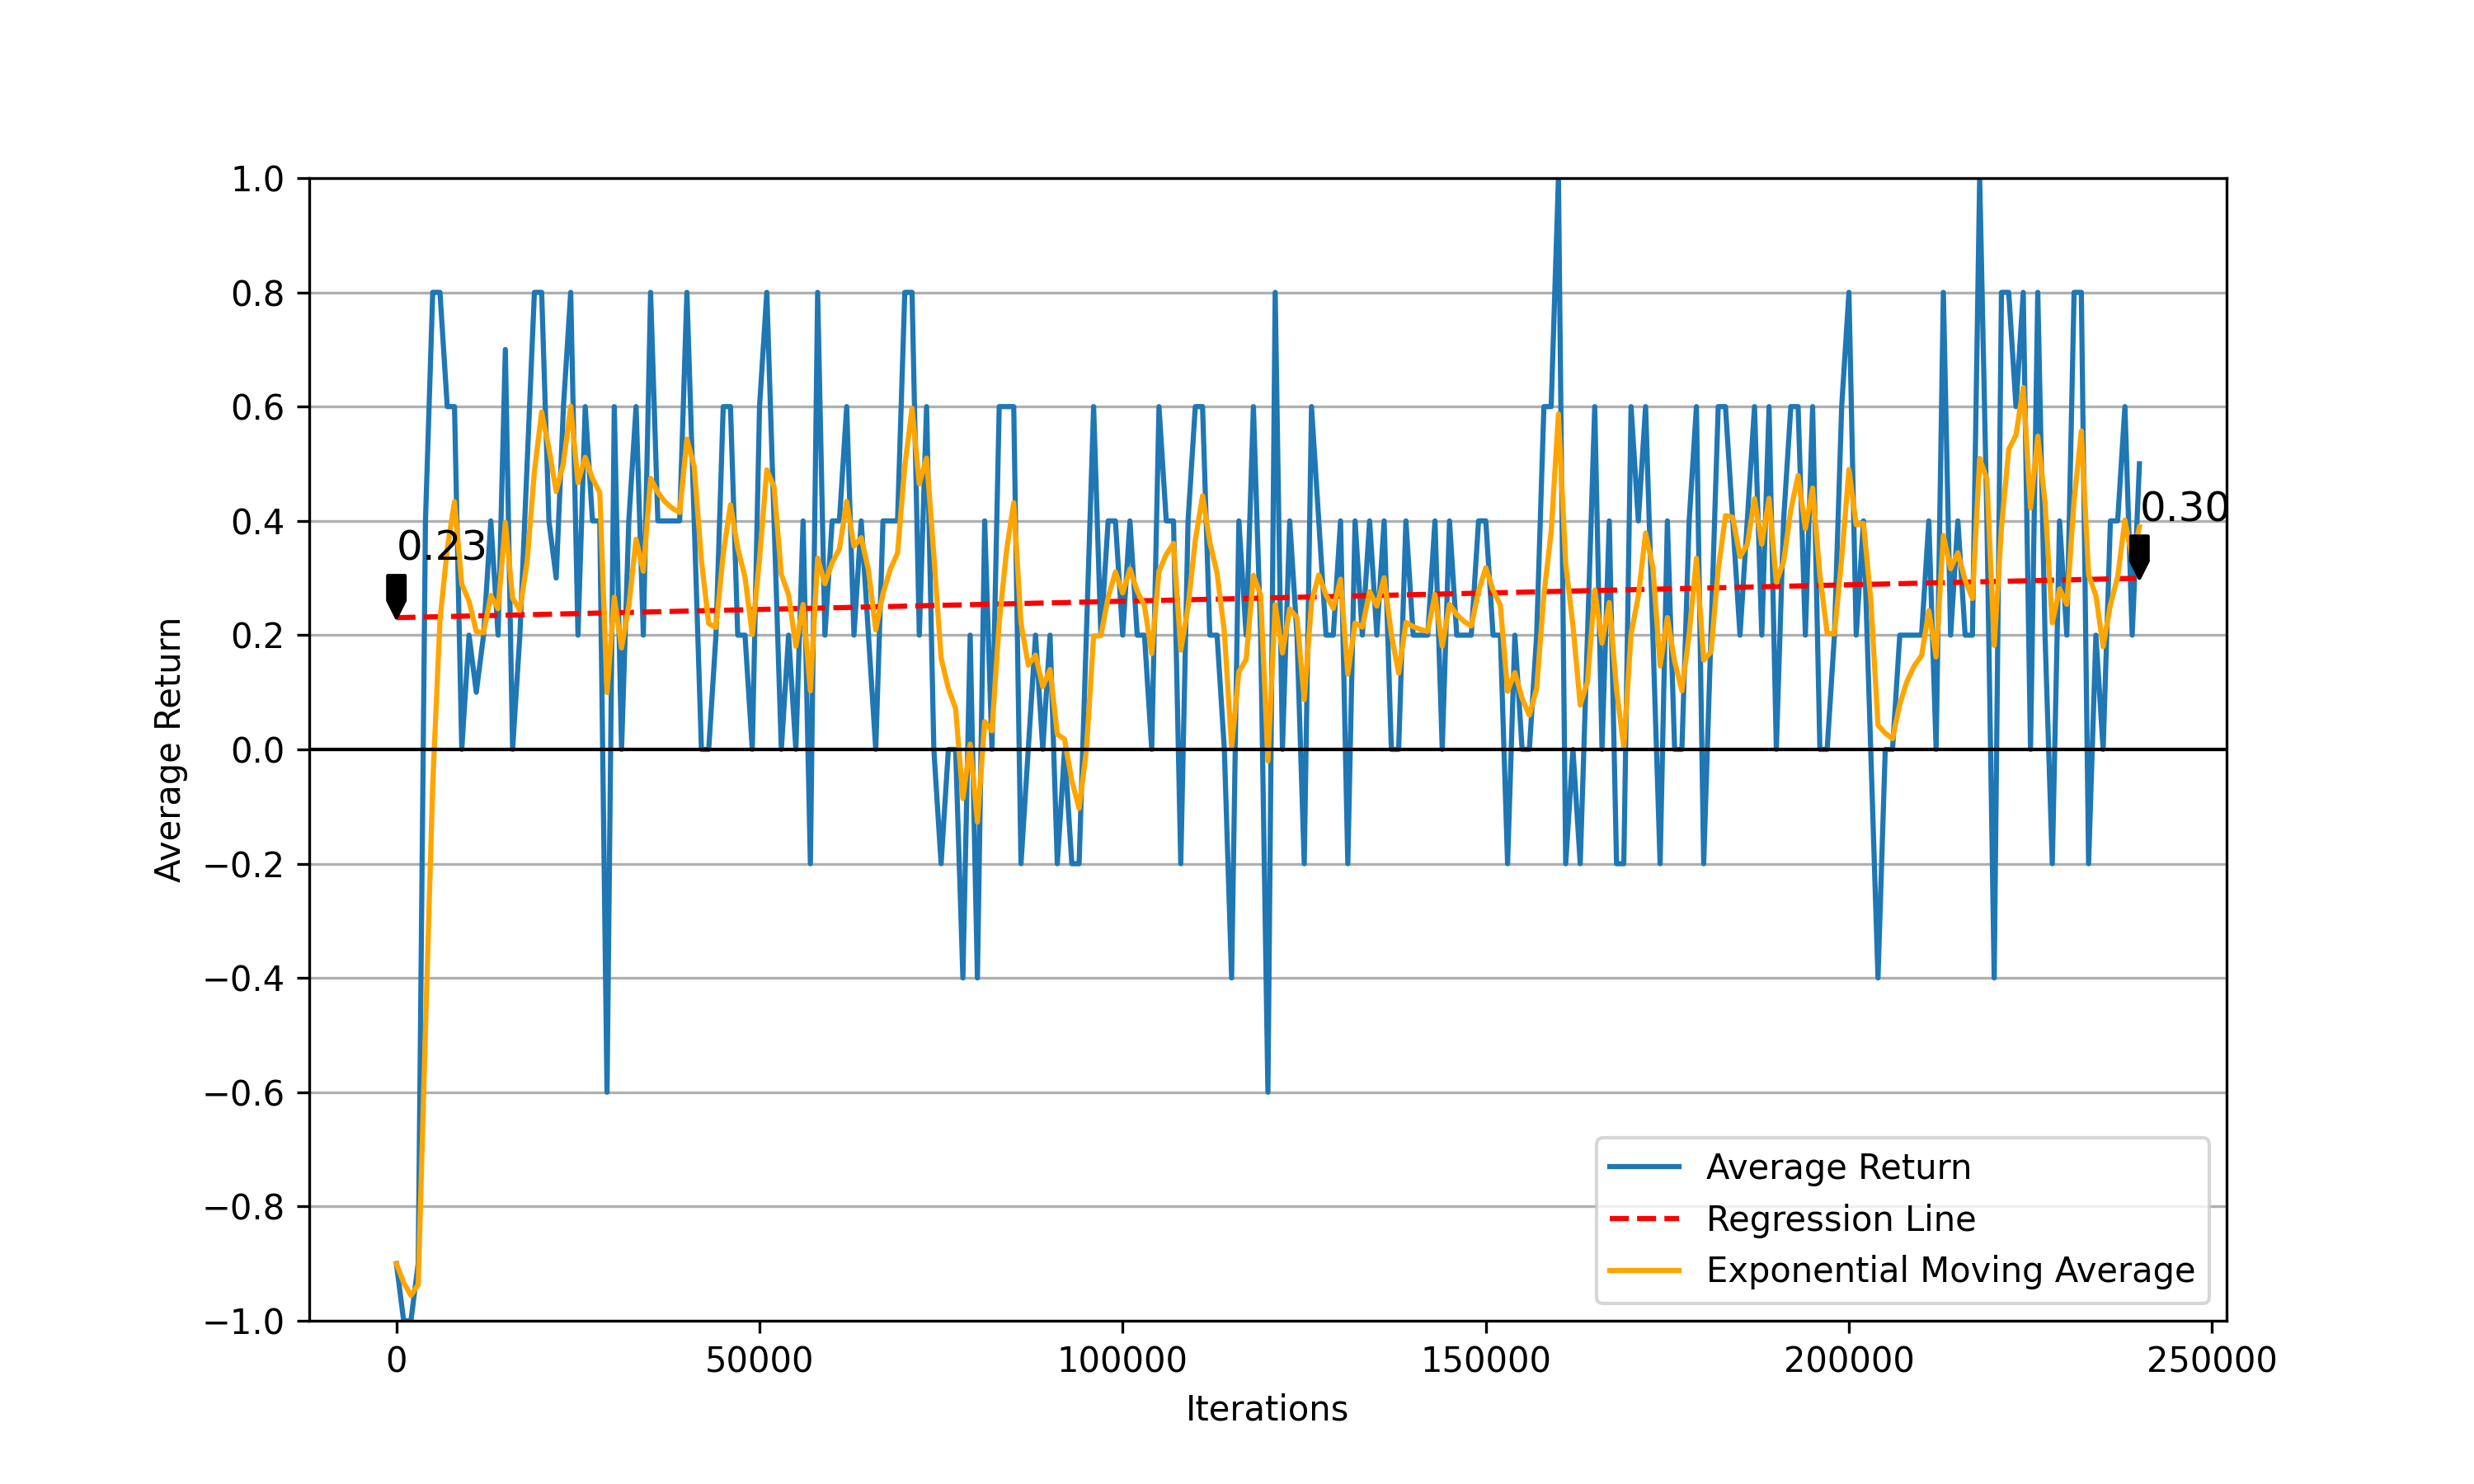 1.0
0.8
0.6
0.4
0.2
0.0
−0.2
−0.4
−0.6
−0.8
−1.0
Average Return
0.23
0.30
Average Return
Regression Line
Exponential Moving Average
0 50000 100000 150000 200000 250000
Iterations